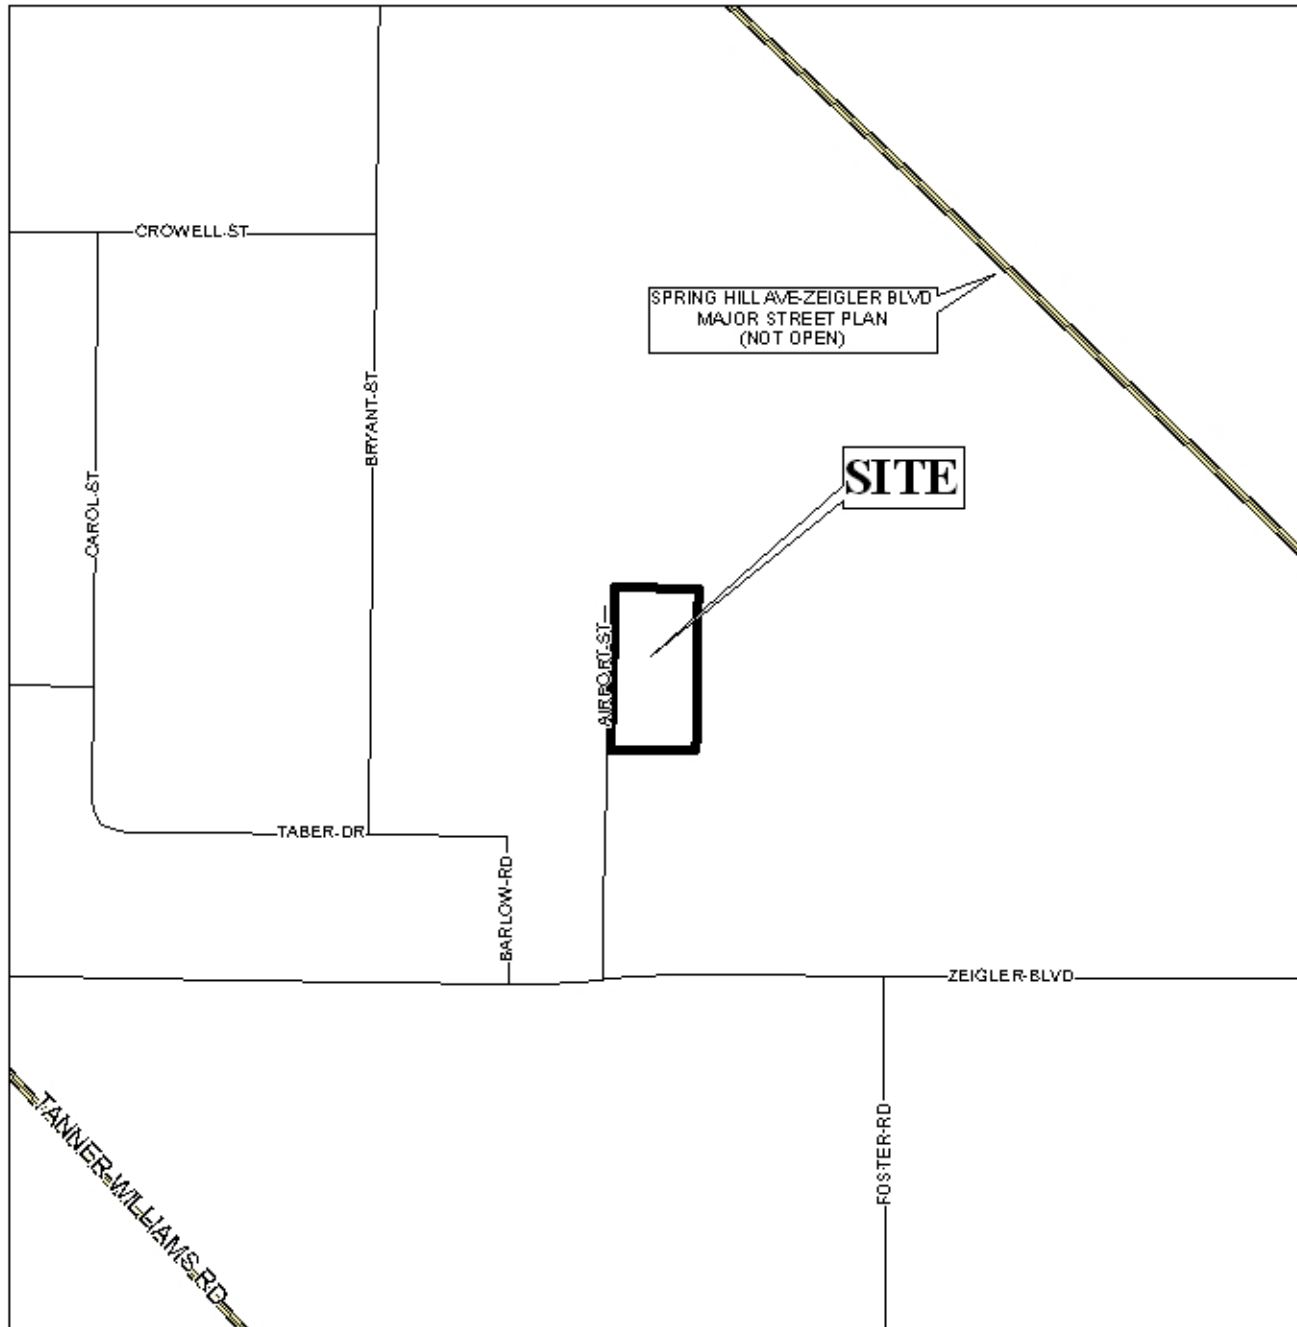 CROWELL ST
SPRING HILL AVE-ZEIGLER BLVD
MAJOR STREET PLAN
(NOT OPEN)
BRYANT ST
SITE
CAROL ST
AIRPORT ST
TABER DR
BARLOW RD
ZEIGLER BLVD
TANNER WILLIAMS RD
FOSTER RD